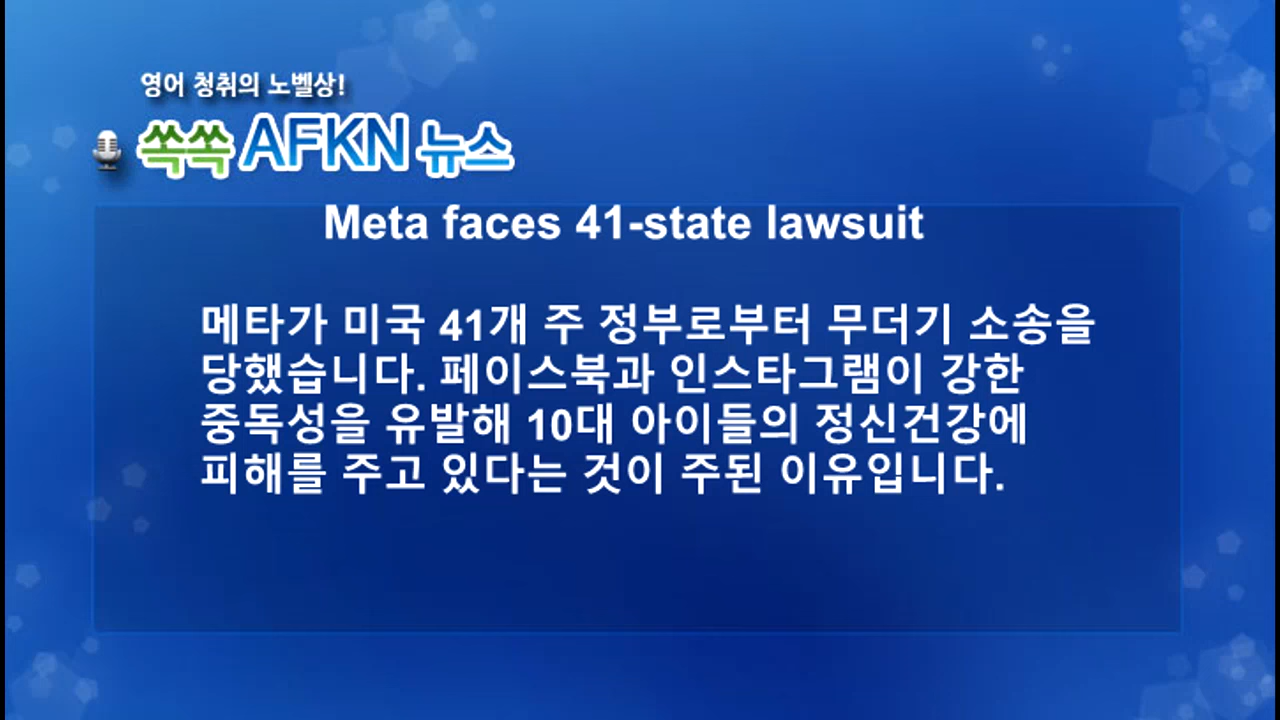 영어 청취의 노벨상!
쏙쏙 AFKN 뉴스
Meta faces 41-state lawsuit
메타가 미국 41개 주 정부로부터 무더기 소송을
당했습니다. 페이스북과 인스타그램이 강한
중독성을 유발해 10대 아이들의 정신건강에
피해를 주고 있다는 것이 주된 이유입니다.